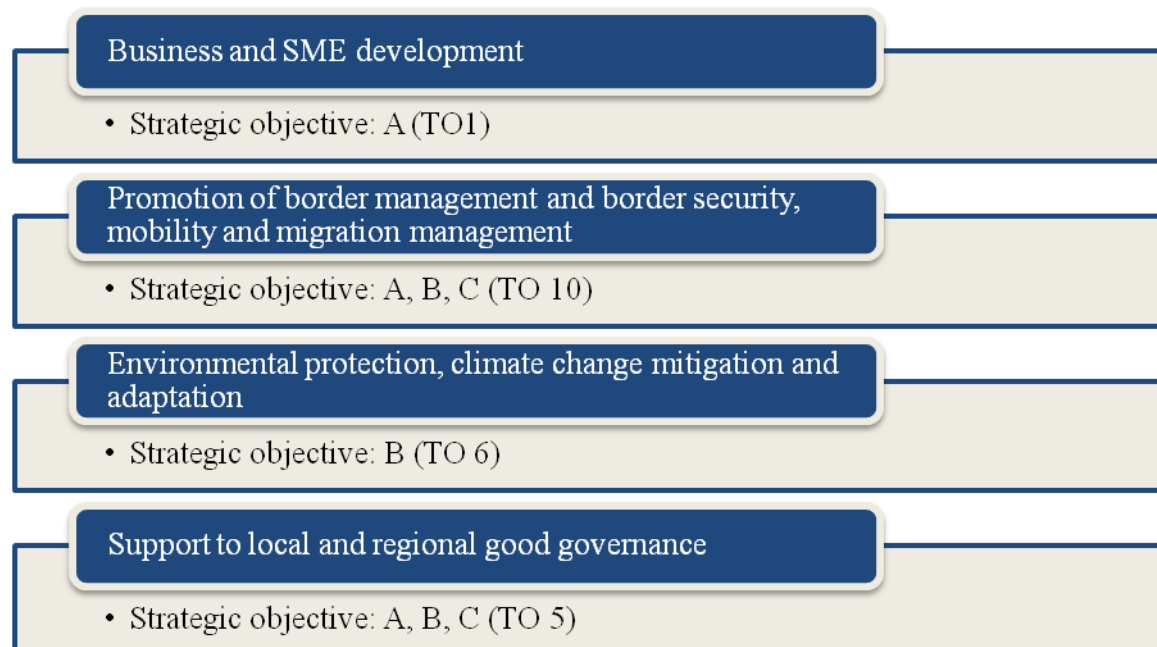 Business and SME development
• Strategic objective: A (TO1)
Promotion of border management and border security,
mobility and migration management
• Strategic objective: A, B, C (TO 10)
Environmental protection, climate change mitigation and
adaptation
• Strategic objective: B (TO 6)
Support to local and regional good governance
• Strategic objective: A, B, C (TO 5)